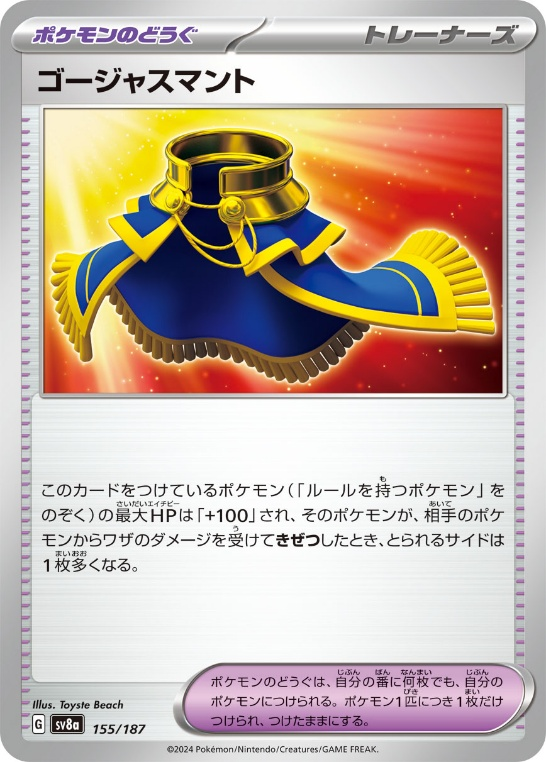 ポケモンのどうぐ トレーナーズ
ゴージャスマント
このカードをつけているポケモン(「ルールを持つポケモン」を
のぞく)の最大HPは「+100」され、そのポケモンが、相手のポケ
モンからワザのダメージを受けてきぜつしたとき、とられるサイドは
1枚多くなる。
ポケモンのどうぐは、自分の番に何枚でも、自分の
ポケモンにつけられる。ポケモン1匹につき1枚だけ
つけられ、つけたままにする。
Illus. Toyste Beach
G sv8a 155/187
©2024 Pokémon/Nintendo/Creatures/GAME FREAK.